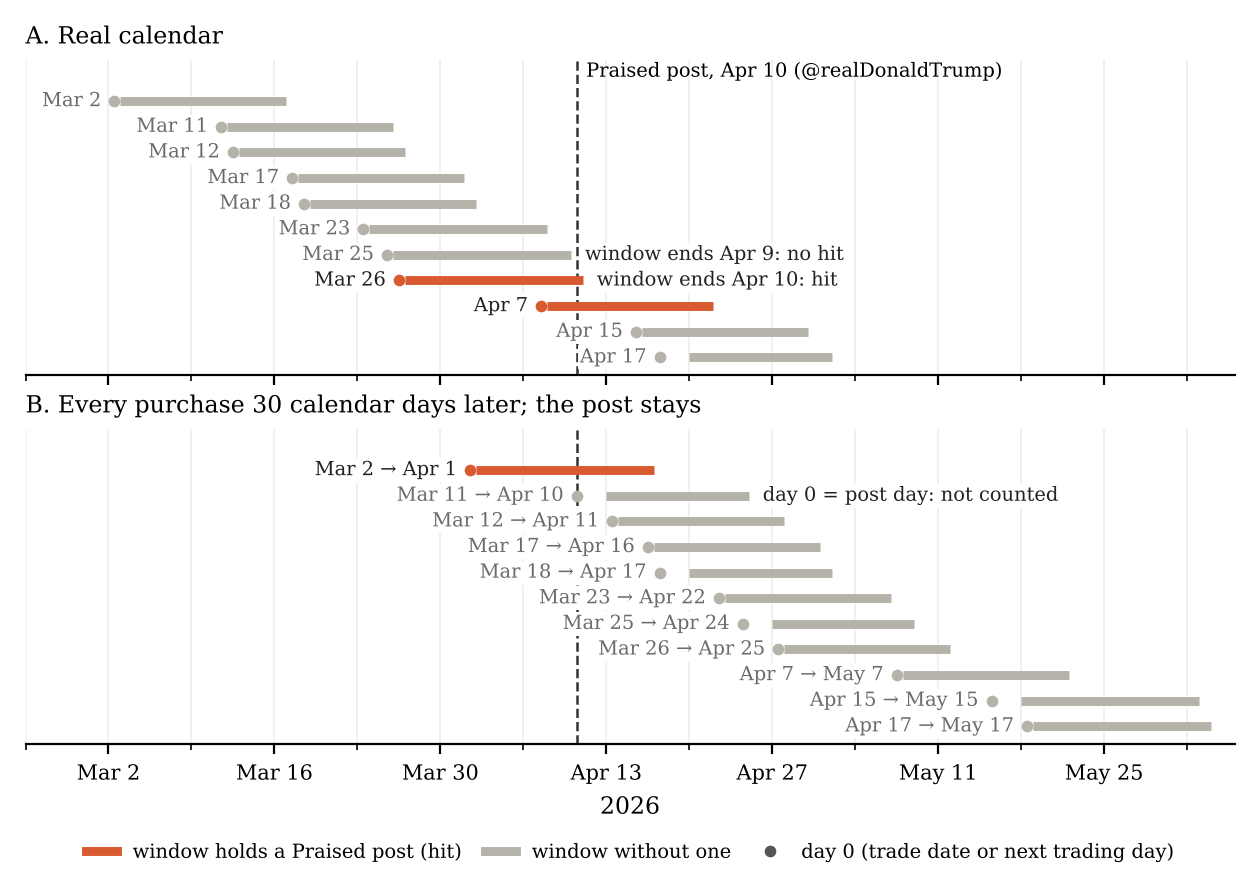 A. Real calendar
Praised post, Apr 10 (@realDonaldTrump)
Mar 2
Mar 11
Mar 12
Mar 17
Mar 18
Mar 23
Mar 25 window ends Apr 9: no hit
Mar 26 window ends Apr 10: hit
Apr 7
Apr 15
Apr 17
B. Every purchase 30 calendar days later; the post stays
Mar 2 → Apr 1
Mar 11 → Apr 10 day 0 = post day: not counted
Mar 12 → Apr 11
Mar 17 → Apr 16
Mar 18 → Apr 17
Mar 23 → Apr 22
Mar 25 → Apr 24
Mar 26 → Apr 25
Apr 7 → May 7
Apr 15 → May 15
Apr 17 → May 17
Mar 2 Mar 16 Mar 30 Apr 13 Apr 27 May 11 May 25
2026
window holds a Praised post (hit) window without one day 0 (trade date or next trading day)